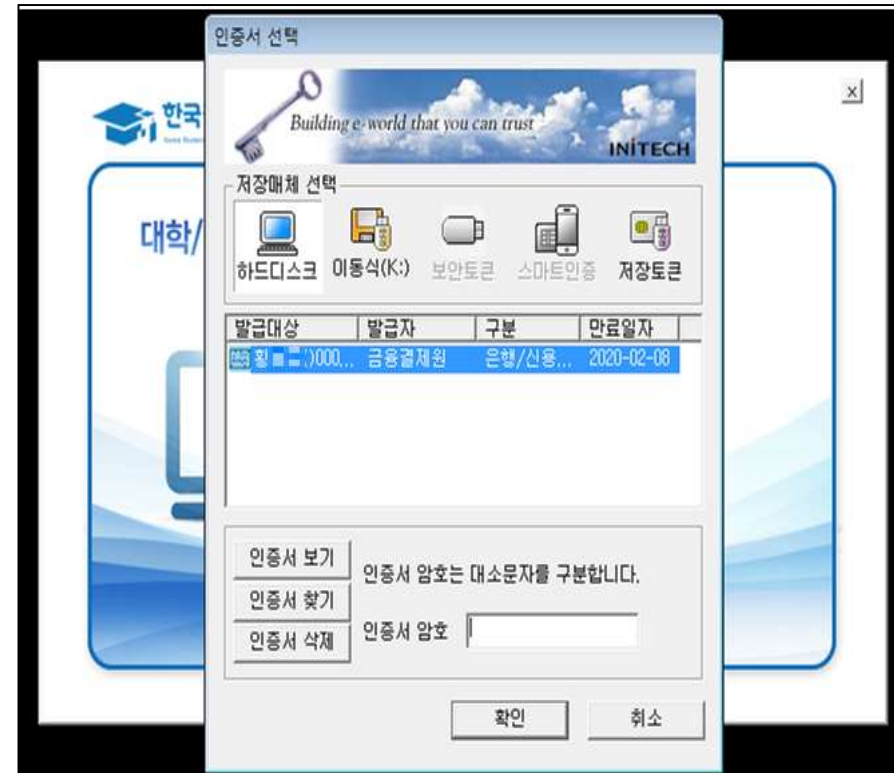 인증서 선택
한국
x
Building e-world that you can trust
INITECH
저장매체 선택
대학/
하드디스크 이동식(K:) 보안토큰 스마트인증 저장토큰
발급대상 발급자 구분 만료일자
황 )000... 금융결제원 은행/신용... 2020-02-08
인증서 보기
인증서 암호는 대소문자를 구분합니다.
인증서 찾기
인증서 암호
인증서 삭제
확인 취소